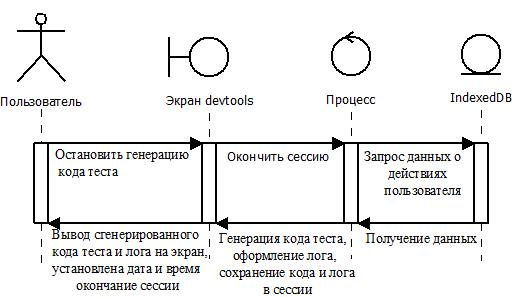 Пользователь
Экран devtools
Процесс
IndexedDB
Остановить генерацию
кода теста
Окончить сессию
Запрос данных о
действиях
пользователя
Вывод сгенерированного
кода теста и лога на экран,
установлена дата и время
окончание сессии
Генерация кода теста,
оформление лога,
сохранение кода и лога
в сессии
Получение данных